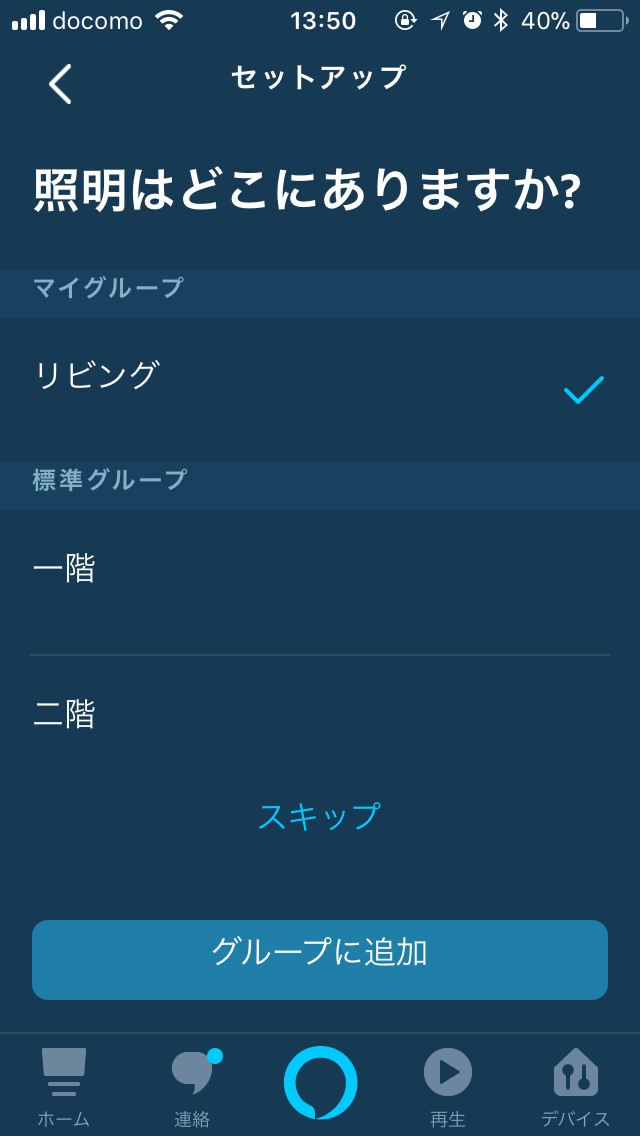 docomo 13:50 40%
セットアップ
照明はどこにありますか?
マイグループ
リビング
標準グループ
一階
二階
スキップ
グループに追加
ホーム 連絡 再生 デバイス